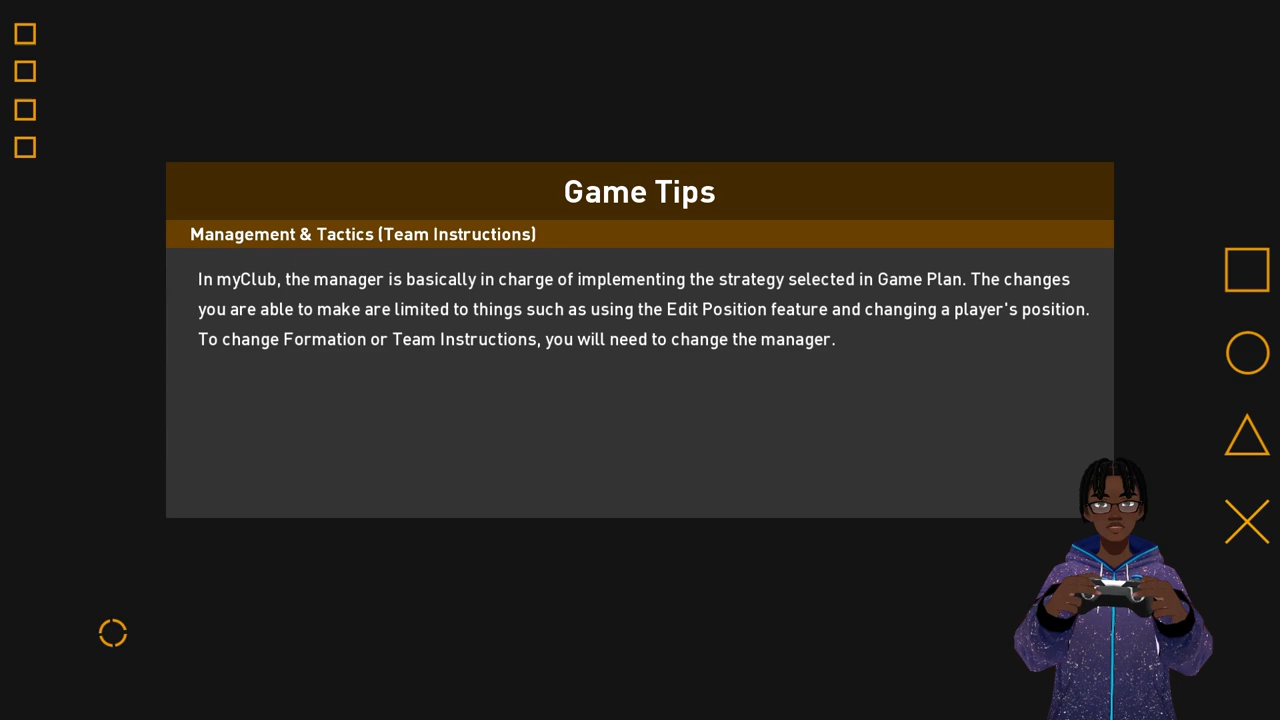 Game Tips
Management & Tactics (Team Instructions)
In myClub, the manager is basically in charge of implementing the strategy selected in Game Plan. The changes
you are able to make are limited to things such as using the Edit Position feature and changing a player's position.
To change Formation or Team Instructions, you will need to change the manager.